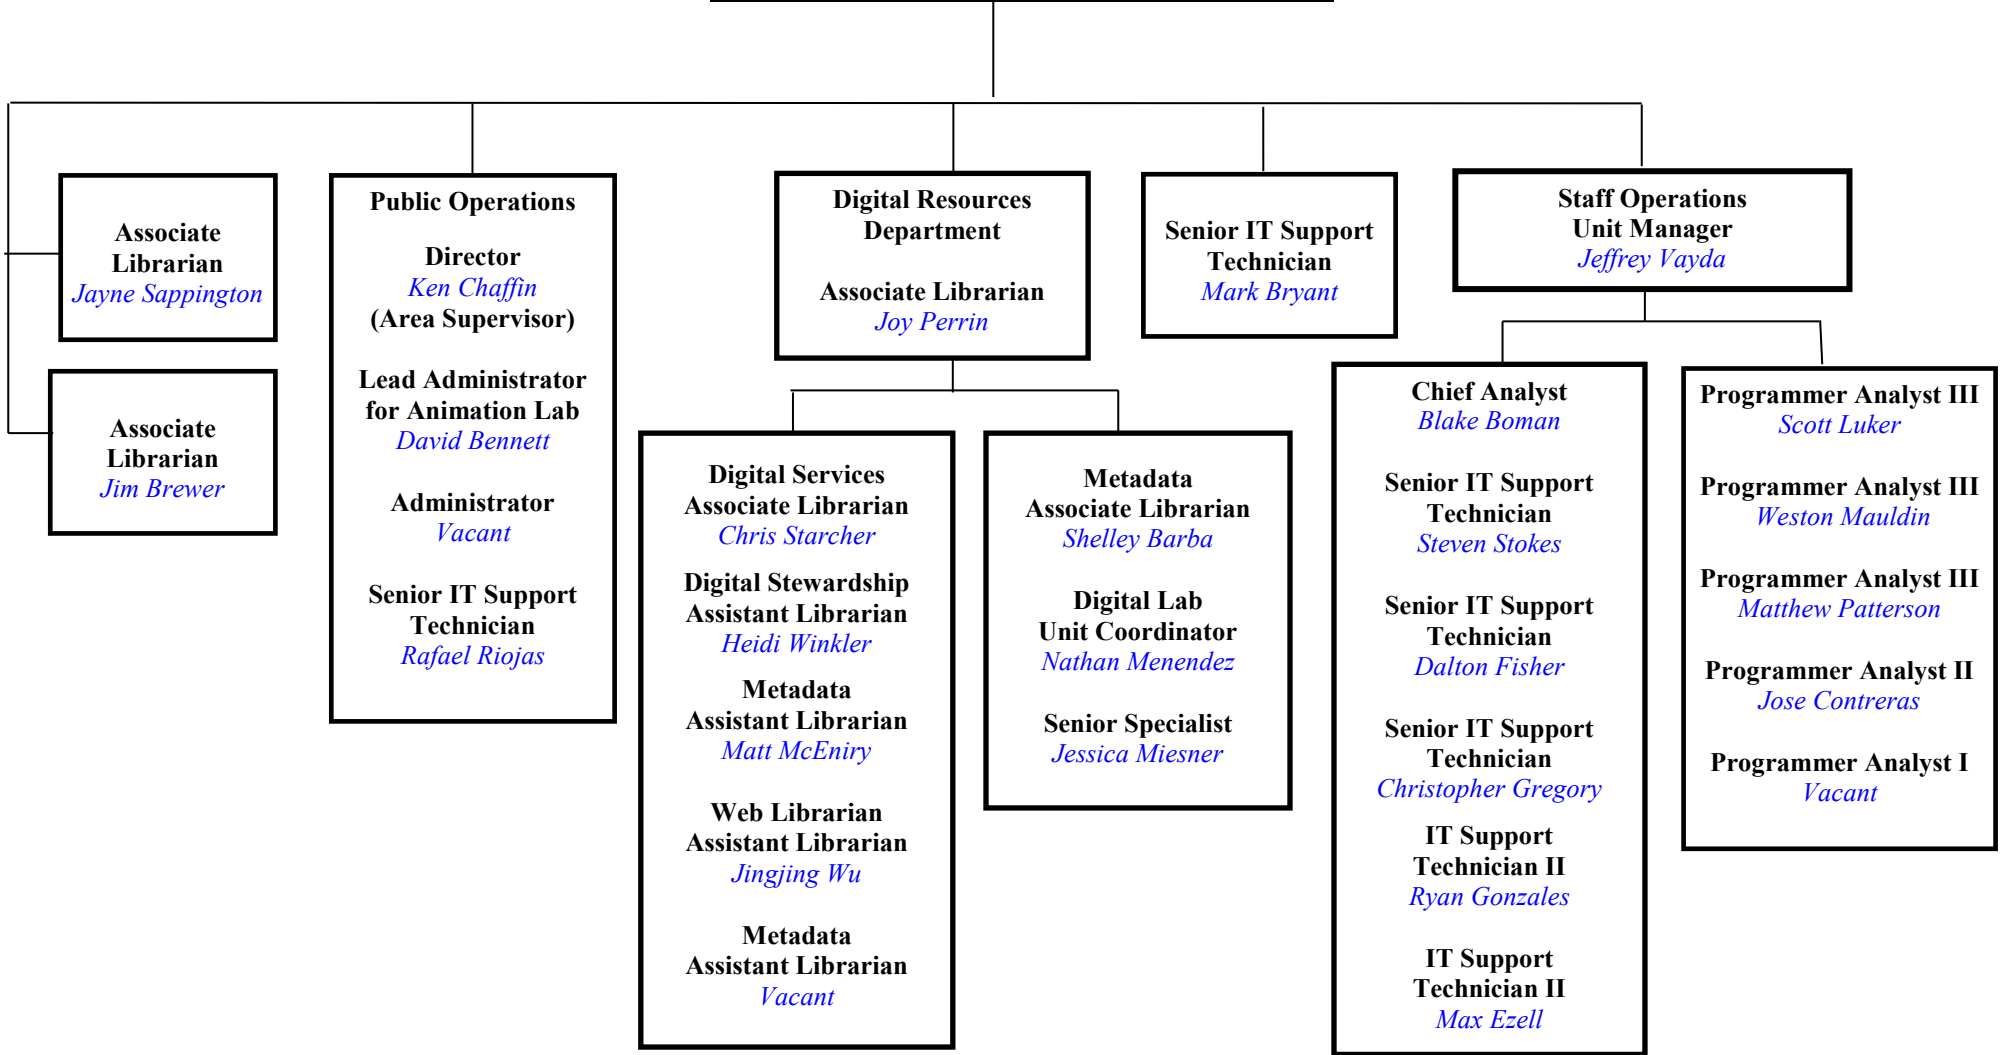 Associate
Librarian
Jayne Sappington
Associate
Librarian
Jim Brewer
Public Operations
Director
Ken Chaffin
(Area Supervisor)
Lead Administrator
for Animation Lab
David Bennett
Administrator
Vacant
Senior IT Support
Technician
Rafael Riojas
Digital Resources
Department
Associate Librarian
Joy Perrin
Digital Services
Associate Librarian
Chris Starcher
Digital Stewardship
Assistant Librarian
Heidi Winkler
Metadata
Assistant Librarian
Matt McEniry
Web Librarian
Assistant Librarian
Jingjing Wu
Metadata
Assistant Librarian
Vacant
Metadata
Associate Librarian
Shelley Barba
Digital Lab
Unit Coordinator
Nathan Menendez
Senior Specialist
Jessica Miesner
Senior IT Support
Technician
Mark Bryant
Staff Operations
Unit Manager
Jeffrey Vayda
Chief Analyst
Blake Boman
Senior IT Support
Technician
Steven Stokes
Senior IT Support
Technician
Dalton Fisher
Senior IT Support
Technician
Christopher Gregory
IT Support
Technician II
Ryan Gonzales
IT Support
Technician II
Max Ezell
Programmer Analyst III
Scott Luker
Programmer Analyst III
Weston Mauldin
Programmer Analyst III
Matthew Patterson
Programmer Analyst II
Jose Contreras
Programmer Analyst I
Vacant